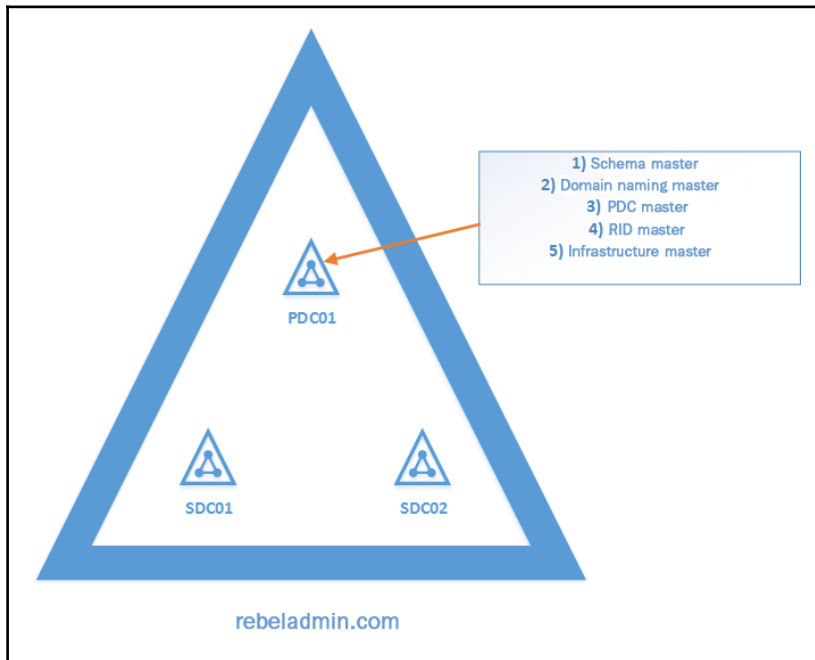 1) Schema master
2) Domain naming master
3) PDC master
4) RID master
5) Infrastructure master
PDC01
SDC01 SDC02
rebeladmin.com